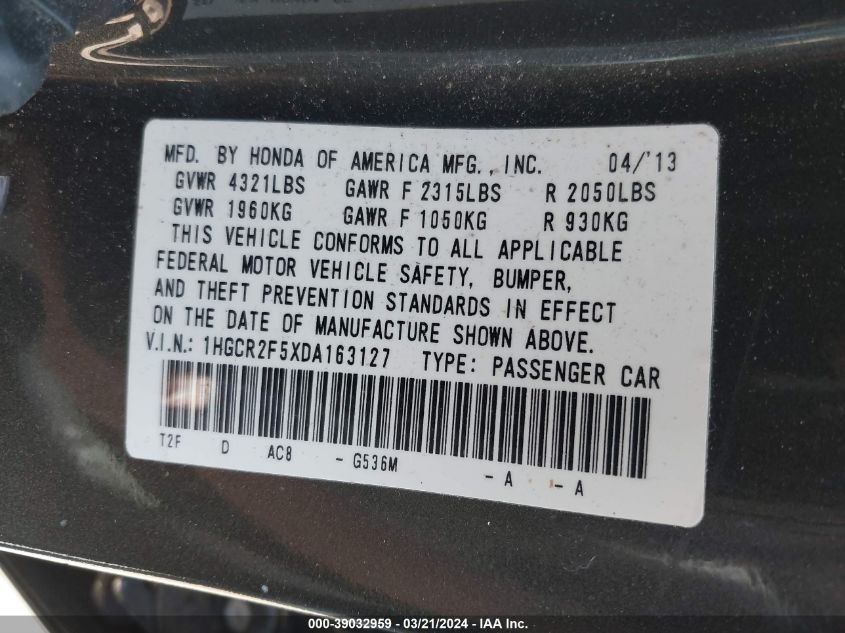 MFD. BY HONDA OF AMERICA MFG., INC. 04/'13
GVWR 4321LBS GAWR F 2315LBS R 2050LBS
GVWR 1960KG GAWR F 1050KG R 930KG
THIS VEHICLE CONFORMS TO ALL APPLICABLE
FEDERAL MOTOR VEHICLE SAFETY, BUMPER,
AND THEFT PREVENTION STANDARDS IN EFFECT
ON THE DATE OF MANUFACTURE SHOWN ABOVE.
V.I.N.: 1HGCR2F5XDA163127 TYPE: PASSENGER CAR
T2F D AC8 - G536M - A - A
000-39032959 - 03/21/2024 - IAA Inc.